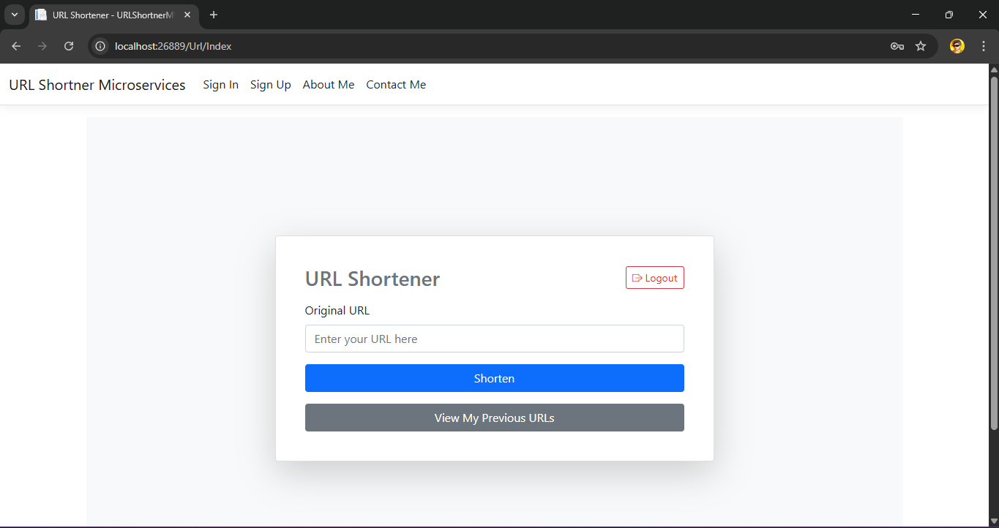 URL Shortener - URLShortnerM
localhost:26889/Url/Index
URL Shortner Microservices Sign In Sign Up About Me Contact Me
URL Shortener
Logout
Original URL
Enter your URL here
Shorten
View My Previous URLs